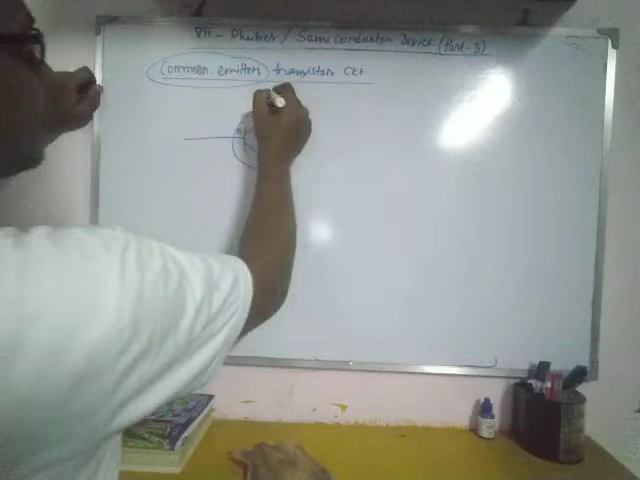 XII - Physics / Semiconductor Device (Part-3)
Common emitter transistor CKt